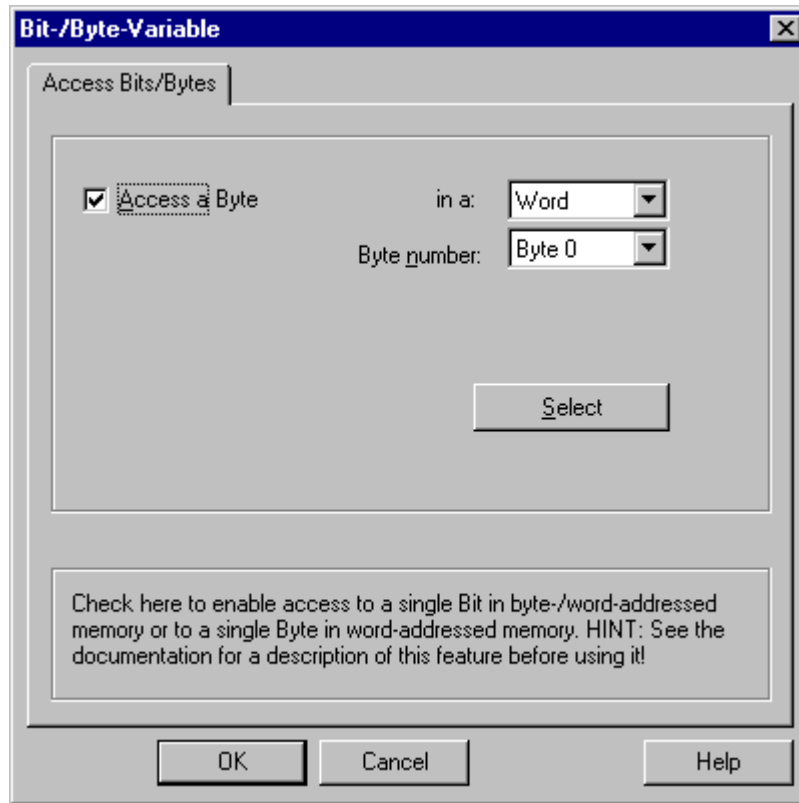 Bit-/Byte-Variable
Access Bits/Bytes
Access a Byte in a: Word
Byte number: Byte 0
Select
Check here to enable access to a single Bit in byte-/word-addressed
memory or to a single Byte in word-addressed memory. HINT: See the
documentation for a description of this feature before using it!
OK Cancel Help